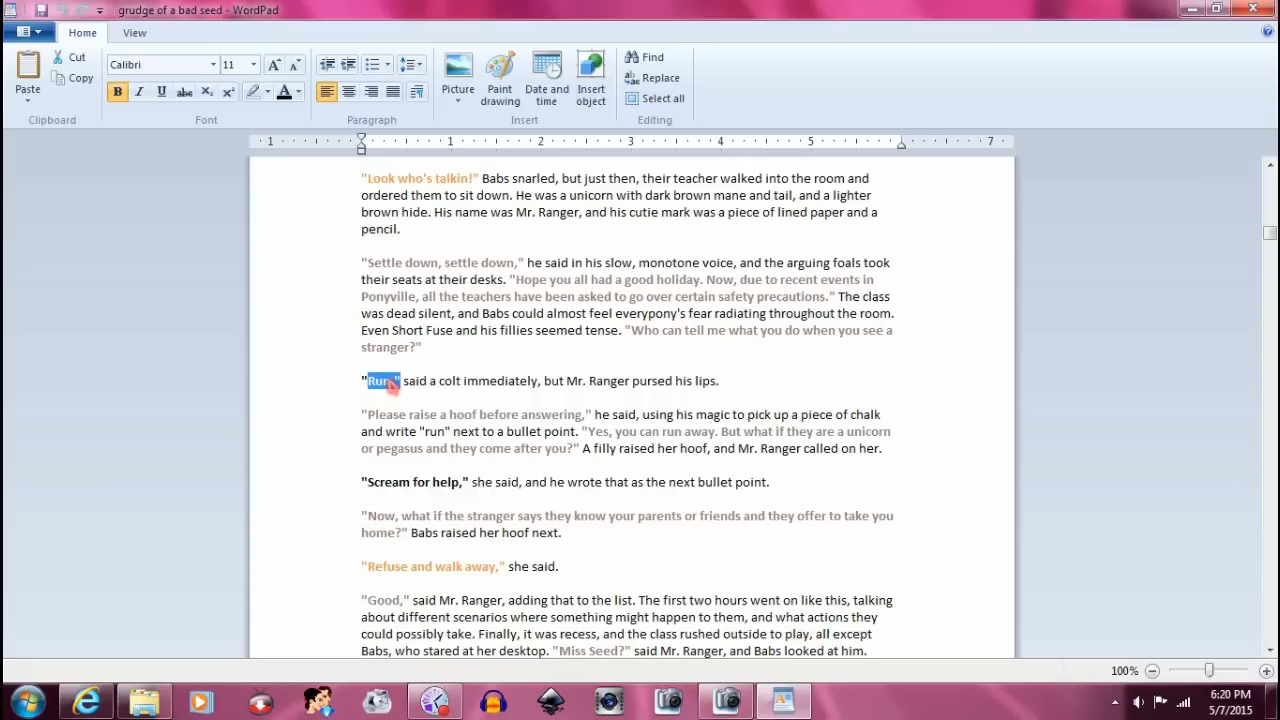 grudge of a bad seed - WordPad
Home View
Paste
Cut
Copy
Clipboard
Calibri 11
Font
Paragraph
Picture
Paint drawing
Date and time
Insert object
Insert
Find
Replace
Select all
Editing
1 1 2 3 4 5 7
"Look who's talkin!" Babs snarled, but just then, their teacher walked into the room and
ordered them to sit down. He was a unicorn with dark brown mane and tail, and a lighter
brown hide. His name was Mr. Ranger, and his cutie mark was a piece of lined paper and a
pencil.
"Settle down, settle down," he said in his slow, monotone voice, and the arguing foals took
their seats at their desks. "Hope you all had a good holiday. Now, due to recent events in
Ponyville, all the teachers have been asked to go over certain safety precautions." The class
was dead silent, and Babs could almost feel everypony's fear radiating throughout the room.
Even Short Fuse and his fillies seemed tense. "Who can tell me what you do when you see a
stranger?"
"Run," said a colt immediately, but Mr. Ranger pursed his lips.
"Please raise a hoof before answering," he said, using his magic to pick up a piece of chalk
and write "run" next to a bullet point. "Yes, you can run away. But what if they are a unicorn
or pegasus and they come after you?" A filly raised her hoof, and Mr. Ranger called on her.
"Scream for help," she said, and he wrote that as the next bullet point.
"Now, what if the stranger says they know your parents or friends and they offer to take you
home?" Babs raised her hoof next.
"Refuse and walk away," she said.
"Good," said Mr. Ranger, adding that to the list. The first two hours went on like this, talking
about different scenarios where something might happen to them, and what actions they
could possibly take. Finally, it was recess, and the class rushed outside to play, all except
Babs, who stared at her desktop. "Miss Seed?" said Mr. Ranger, and Babs looked at him.
100%
6:20 PM
5/7/2015